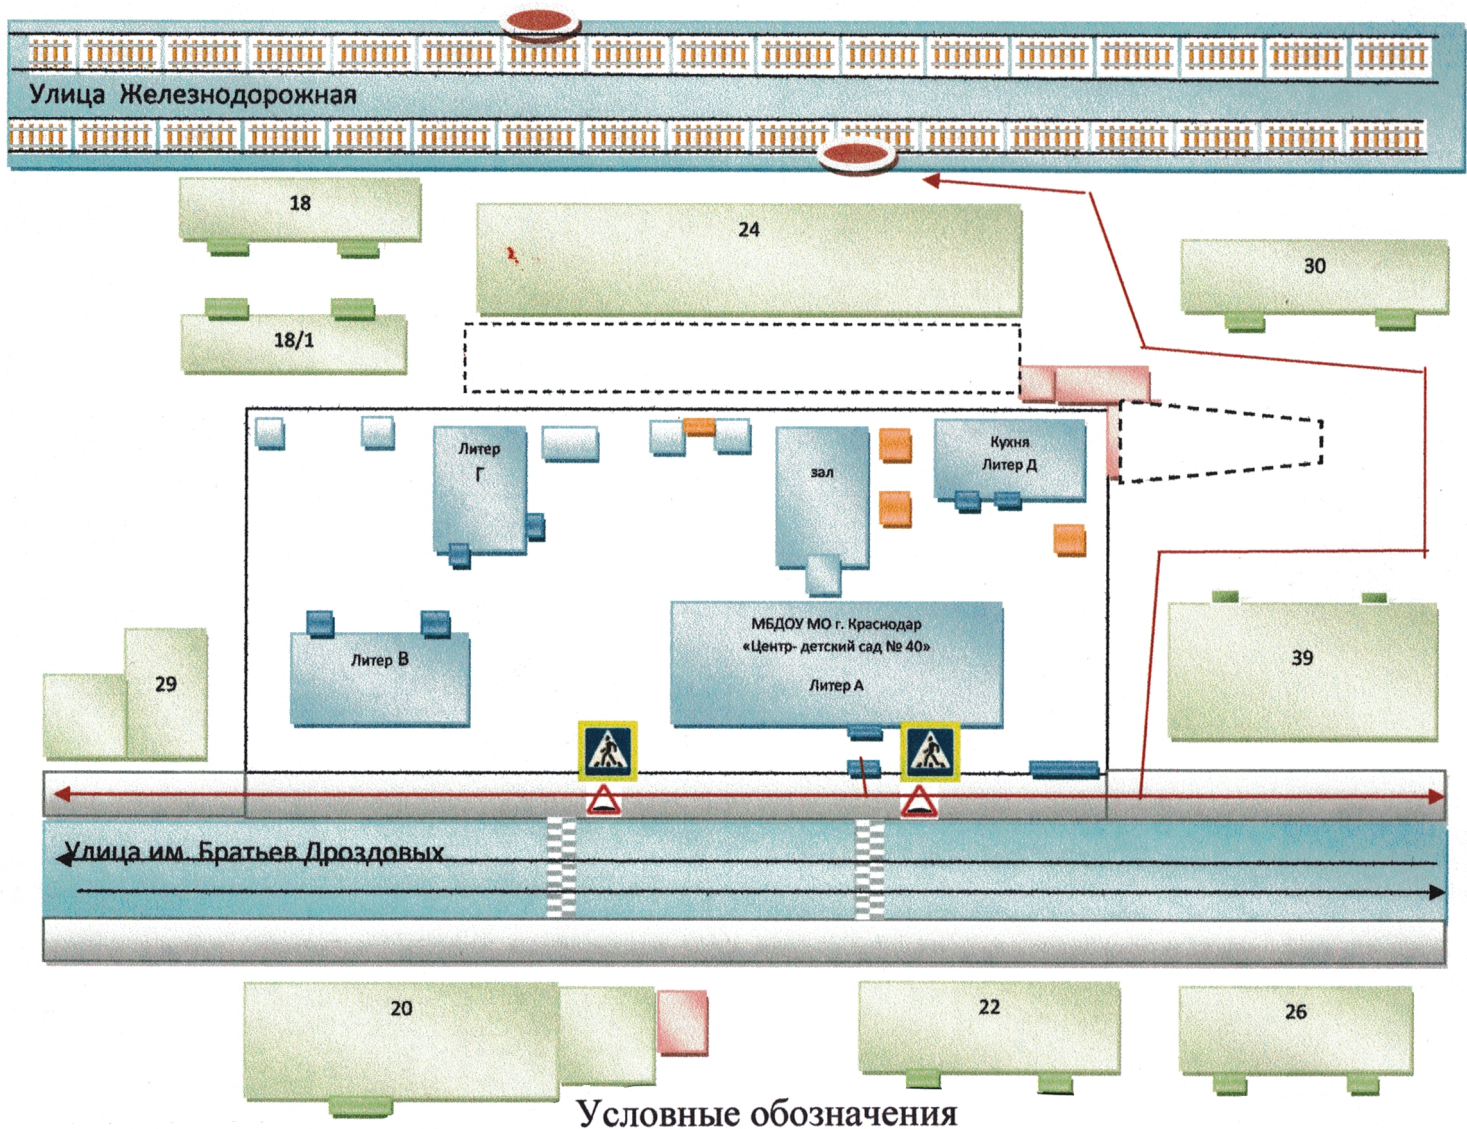 Улица Железнодорожная
18
24
30
18/1
Литер
Г
зал
Кухня
Литер Д
МБДОУ МО г. Краснодар
«Центр- детский сад № 40»
Литер А
Литер В
29
39
Улица им. Братьев Дроздовых
20
22
26
Условные обозначения